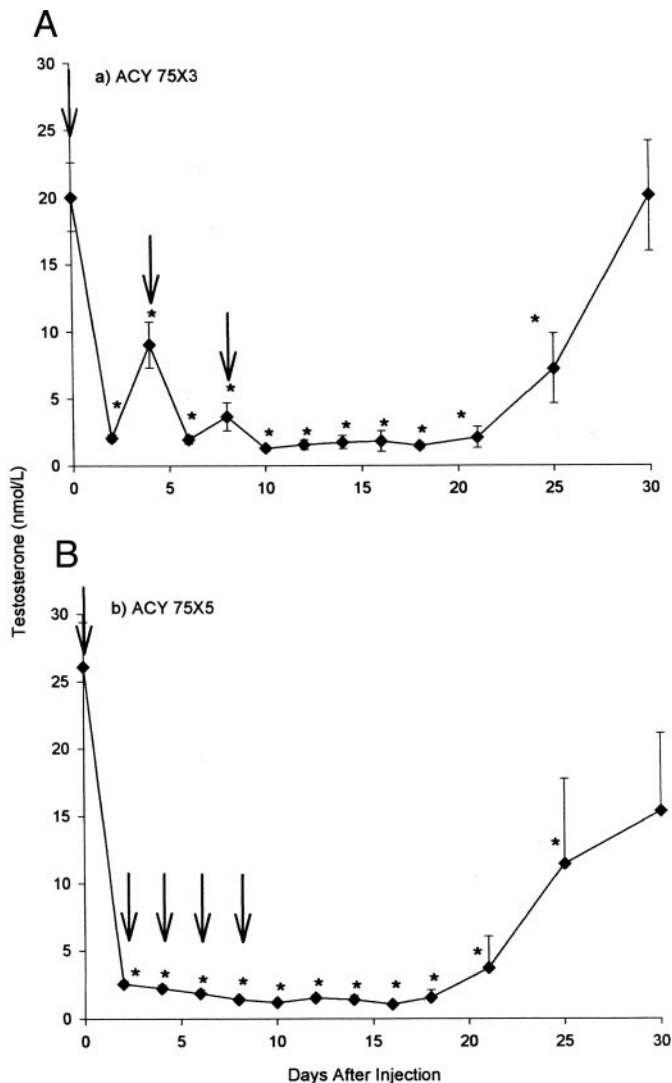 A
a) ACY 75X3
30
25
20
15
10
5
0
* * * * * * * * * * * *
0 5 10 15 20 25 30
Testosterone (nmol/L)
B
b) ACY 75X5
30
25
20
15
10
5
0
* * * * * * * * * * *
0 5 10 15 20 25 30
Days After Injection